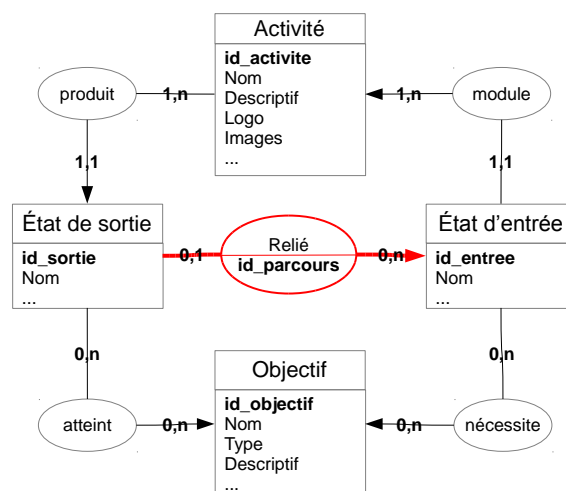 Activité
id_activite
Nom
Descriptif
Logo
Images
...
produit
1,n
1,n
module
1,1
1,1
État de sortie
id_sortie
Nom
...
0,1
Relié
id_parcours
0,n
État d'entrée
id_entree
Nom
...
0,n
0,n
Objectif
id_objectif
Nom
Type
Descriptif
...
atteint
0,n
0,n
nécessite